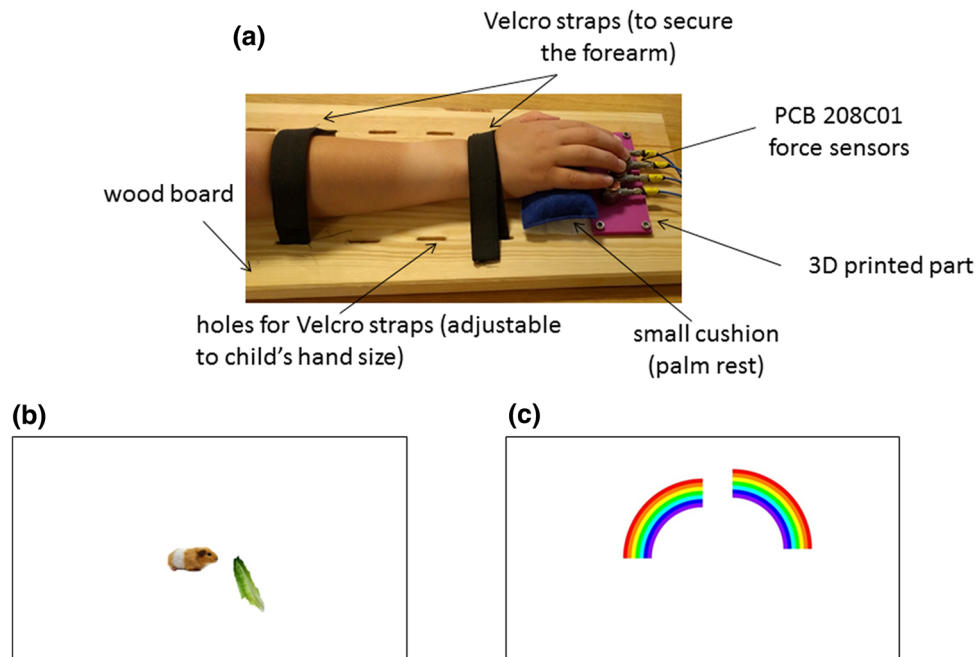 (a)
Velcro straps (to secure
the forearm)
PCB 208C01
force sensors
wood board
3D printed part
holes for Velcro straps (adjustable
to child's hand size)
small cushion
(palm rest)
(b)
(c)